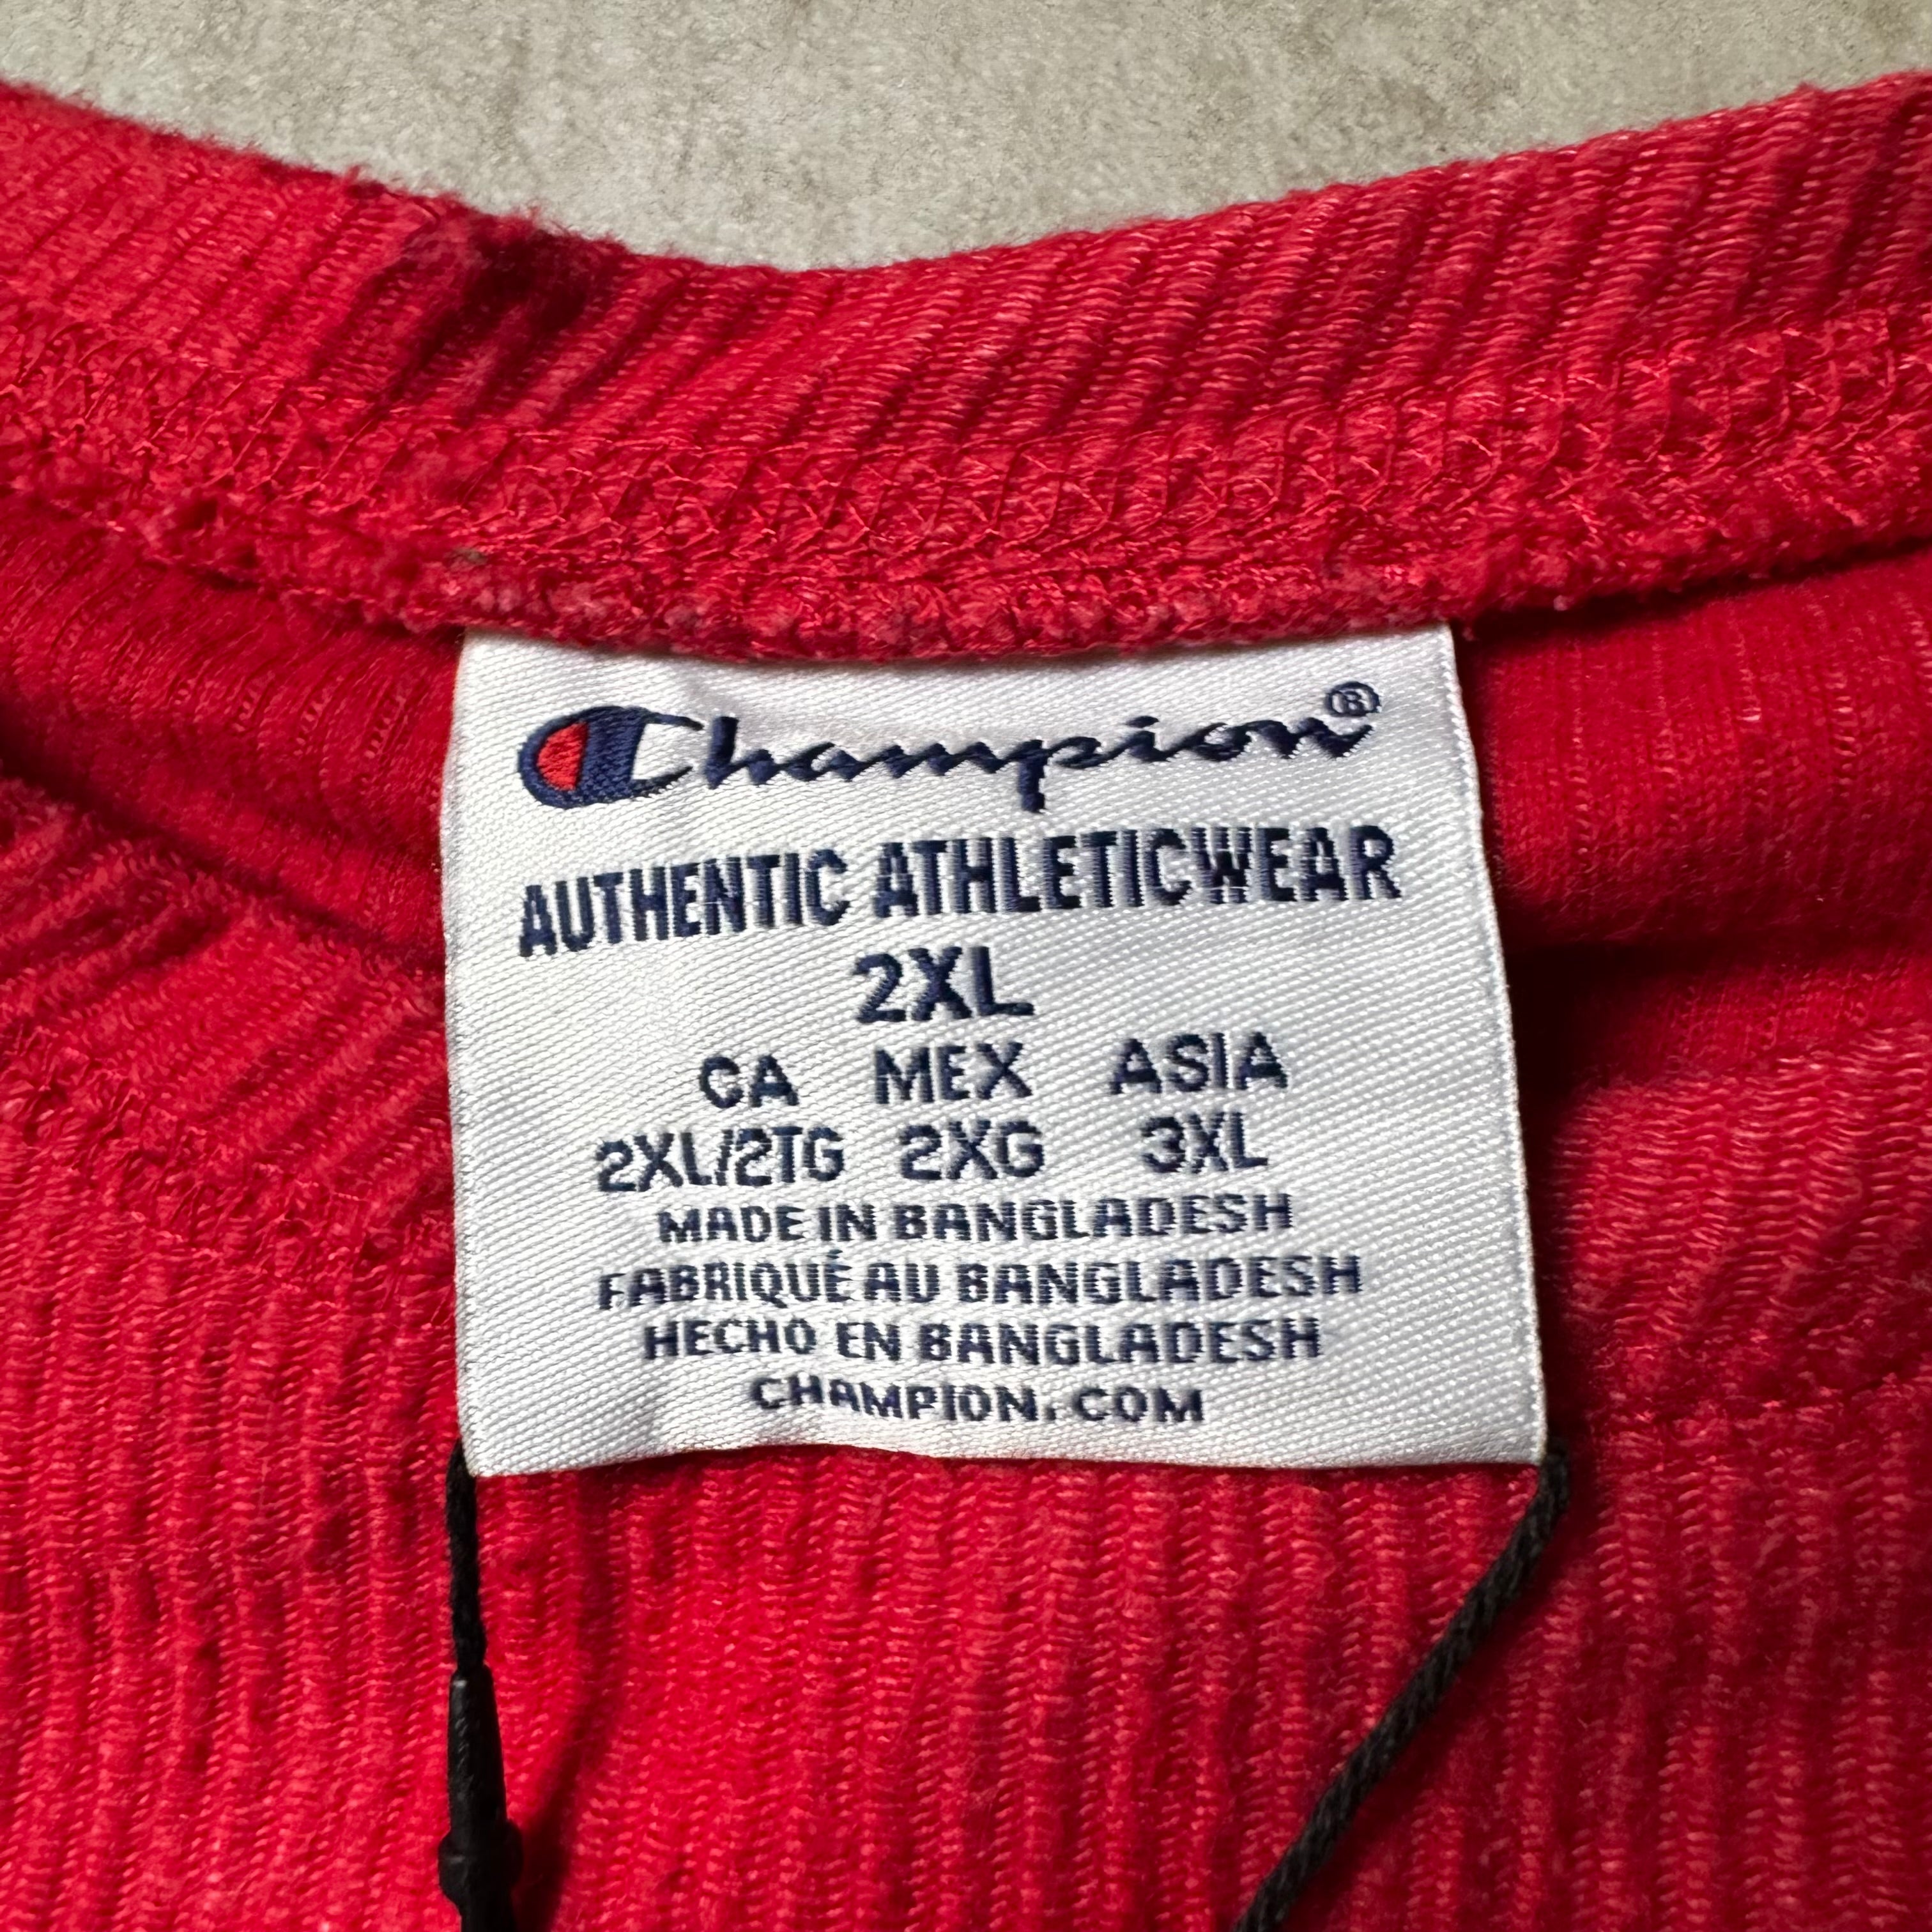 Champion®
AUTHENTIC ATHLETICWEAR
2XL
CA MEX ASIA
2XL/2TG 2XG 3XL
MADE IN BANGLADESH
FABRIQUÉ AU BANGLADESH
HECHO EN BANGLADESH
CHAMPION.COM